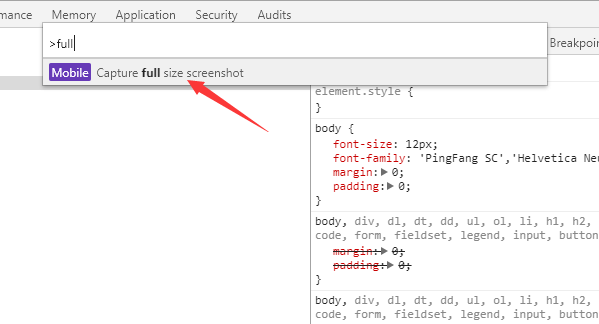 mance Memory Application Security Audits
>full
Breakpoin
Mobile Capture full size screenshot
element.style {
}
body {
font-size: 12px;
font-family: 'PingFang SC','Helvetica Neu
margin:▶0;
padding:▶0;
}
body, div, dl, dt, dd, ul, ol, li, h1, h2
code, form, fieldset, legend, input, button
margin:▶0;
padding:▶0;
}
body, div, dl, dt, dd, ul, ol, li, h1, h2
code, form, fieldset, legend, input, button